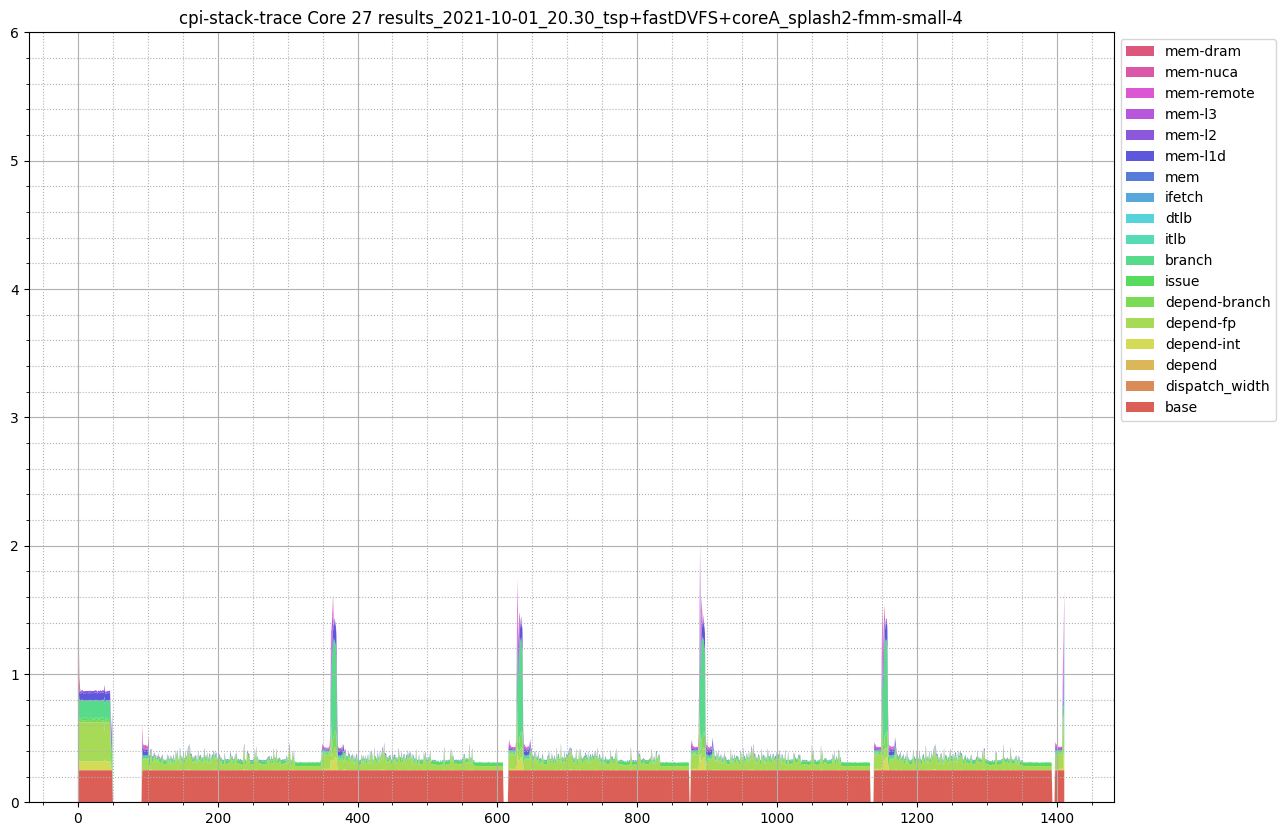 cpi-stack-trace Core 27 results_2021-10-01_20.30_tsp+fastDVFS+coreA_splash2-fmm-small-4
6
5
4
3
2
1
0
0 200 400 600 800 1000 1200 1400
mem-dram
mem-nuca
mem-remote
mem-l3
mem-l2
mem-l1d
mem
ifetch
dtlb
itlb
branch
issue
depend-branch
depend-fp
depend-int
depend
dispatch_width
base